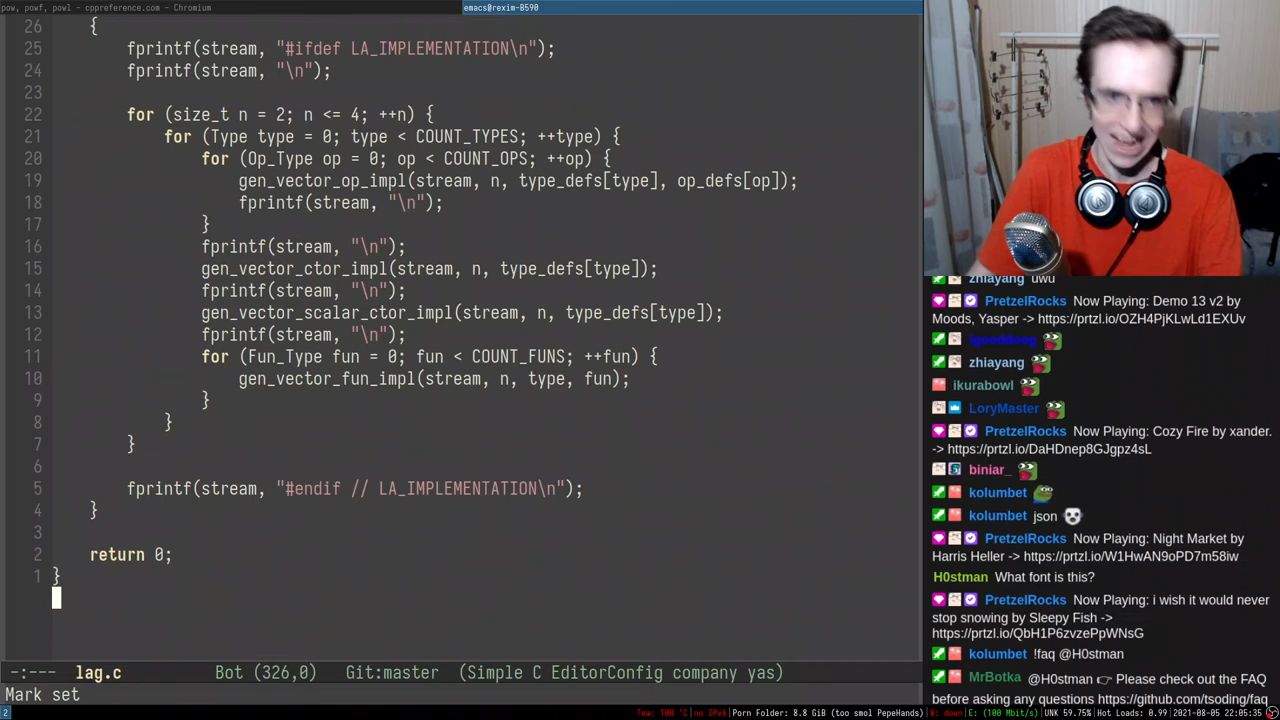 pow, powf, powl - cppreference.com - Chromium
emacs@rexim-B590
26 {
25 fprintf(stream, "#ifdef LA_IMPLEMENTATION\n");
24 fprintf(stream, "\n");
23
22 for (size_t n = 2; n <= 4; ++n) {
21 for (Type type = 0; type < COUNT_TYPES; ++type) {
20 for (Op_Type op = 0; op < COUNT_OPS; ++op) {
19 gen_vector_op_impl(stream, n, type_defs[type], op_defs[op]);
18 fprintf(stream, "\n");
17 }
16 fprintf(stream, "\n");
15 gen_vector_ctor_impl(stream, n, type_defs[type]);
14 fprintf(stream, "\n");
13 gen_vector_scalar_ctor_impl(stream, n, type_defs[type]);
12 fprintf(stream, "\n");
11 for (Fun_Type fun = 0; fun < COUNT_FUNS; ++fun) {
10 gen_vector_fun_impl(stream, n, type, fun);
9 }
8 }
7 }
6
5 fprintf(stream, "#endif // LA_IMPLEMENTATION\n");
4 }
3
2 return 0;
1 }
-:--- lag.c Bot (326,0) Git:master (Simple C EditorConfig company yas)
Mark set
zhiayang uwu
PretzelRocks Now Playing: Demo 13 v2 by
Moods, Yasper -> https://prtzl.io/OZH4PjKLwLd1EXUv
igooddoog
zhiayang
ikurabowl
LoryMaster
PretzelRocks Now Playing: Cozy Fire by xander.
-> https://prtzl.io/DaHDnep8GJgpz4sL
biniar_
kolumbet
kolumbet json
PretzelRocks Now Playing: Night Market by
Harris Heller -> https://prtzl.io/W1HwAN9oPD7m58iw
H0stman What font is this?
PretzelRocks Now Playing: i wish it would never
stop snowing by Sleepy Fish ->
https://prtzl.io/QbH1P6zvzePpWNsG
kolumbet !faq @H0stman
MrBotka @H0stman 👉 Please check out the FAQ
before asking any questions https://github.com/tsoding/faq
2 Tea: 100 °C|no IPv6|Porn Folder: 8.8 GiB (too smol PepeHands)|W: down|E: (100 Mbit/s)|UNK 59.75%|Hot Loads: 0.99|2021-08-05 22:05:35